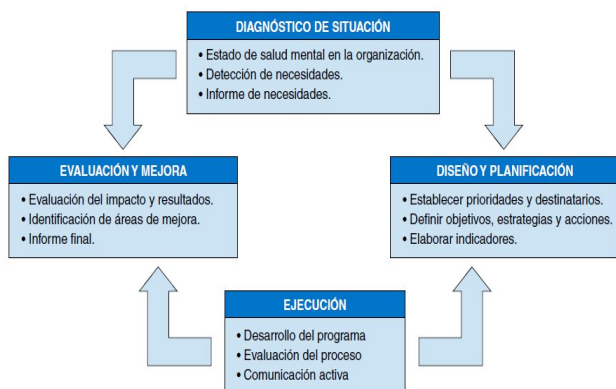 DIAGNÓSTICO DE SITUACIÓN
• Estado de salud mental en la organización.
• Detección de necesidades.
• Informe de necesidades.
EVALUACIÓN Y MEJORA
• Evaluación del impacto y resultados.
• Identificación de áreas de mejora.
• Informe final.
DISEÑO Y PLANIFICACIÓN
• Establecer prioridades y destinatarios.
• Definir objetivos, estrategias y acciones.
• Elaborar indicadores.
EJECUCIÓN
• Desarrollo del programa
• Evaluación del proceso
• Comunicación activa